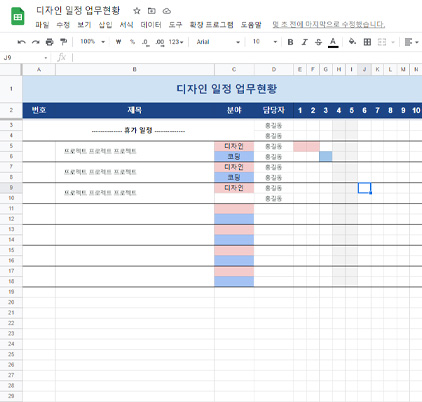 디자인 일정 업무현황
파일 수정 보기 삽입 서식 데이터 도구 확장 프로그램 도움말 몇 초 전에 마지막으로 수정했습니다.
100% ₩ % .0 .00 123 Arial 10 B I S A
J9 fx
A B C D E F G H I J K L M N
1 디자인 일정 업무현황
2 번호 제목 분야 담당자 1 2 3 4 5 6 7 8 9 10
3 ------------- 휴가 일정 ------------- 홍길동
4 홍길동
5 프로젝트 프로젝트 프로젝트 디자인 홍길동
6 코딩 홍길동
7 프로젝트 프로젝트 프로젝트 디자인 홍길동
8 코딩 홍길동
9 프로젝트 프로젝트 프로젝트 디자인 홍길동
10 홍길동
11
12
13
14
15
16
17
18
19
20
21
22
23
24
25
26
27
28
29